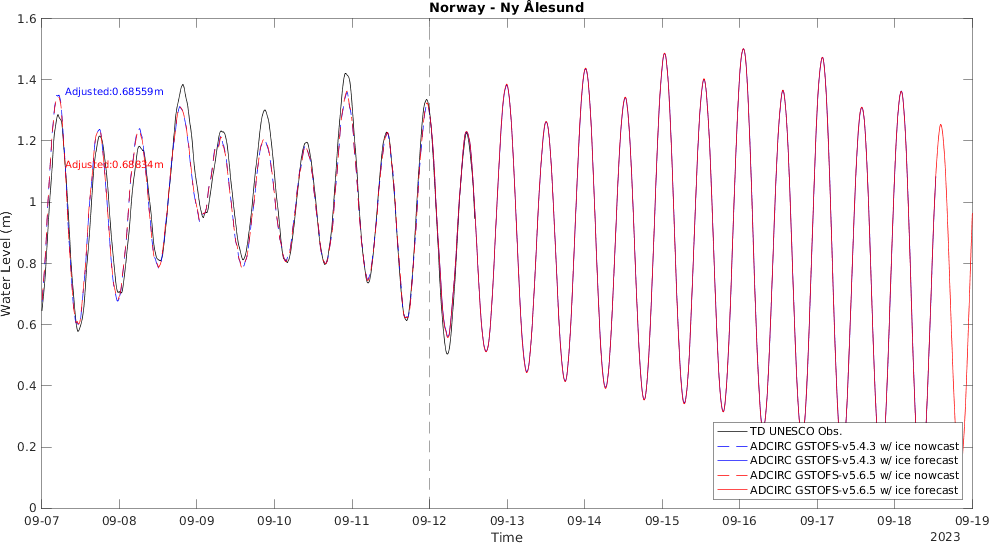 Norway - Ny Ålesund
1.6
1.4
1.2
1
0.8
0.6
0.4
0.2
0
Water Level (m)
Adjusted:0.68559m
Adjusted:0.68834m
TD UNESCO Obs.
ADCIRC GSTOFS-v5.4.3 w/ ice nowcast
ADCIRC GSTOFS-v5.4.3 w/ ice forecast
ADCIRC GSTOFS-v5.6.5 w/ ice nowcast
ADCIRC GSTOFS-v5.6.5 w/ ice forecast
09-07 09-08 09-09 09-10 09-11 09-12 09-13 09-14 09-15 09-16 09-17 09-18 09-19
Time
2023